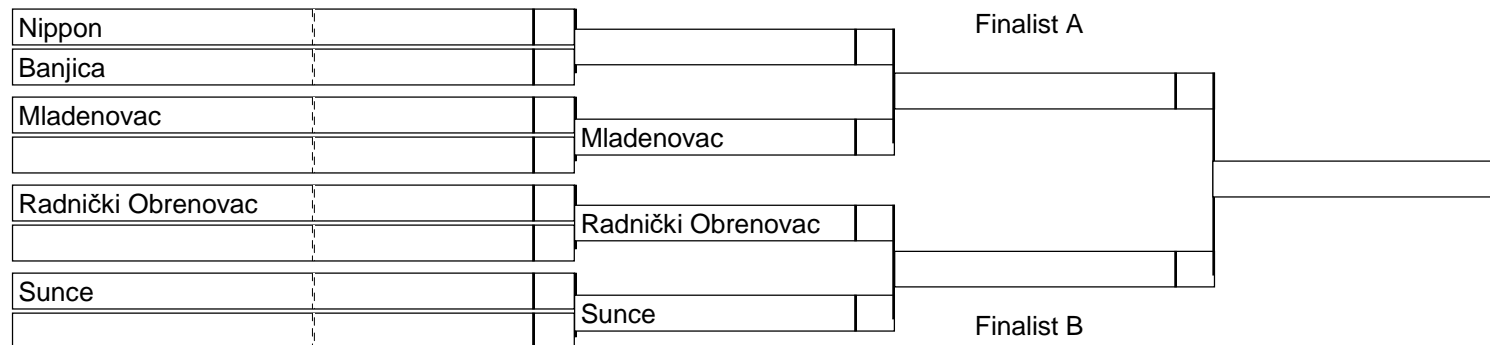 Nippon
Banjica
Mladenovac
Radnički Obrenovac
Sunce
Mladenovac
Radnički Obrenovac
Sunce
Finalist A
Finalist B